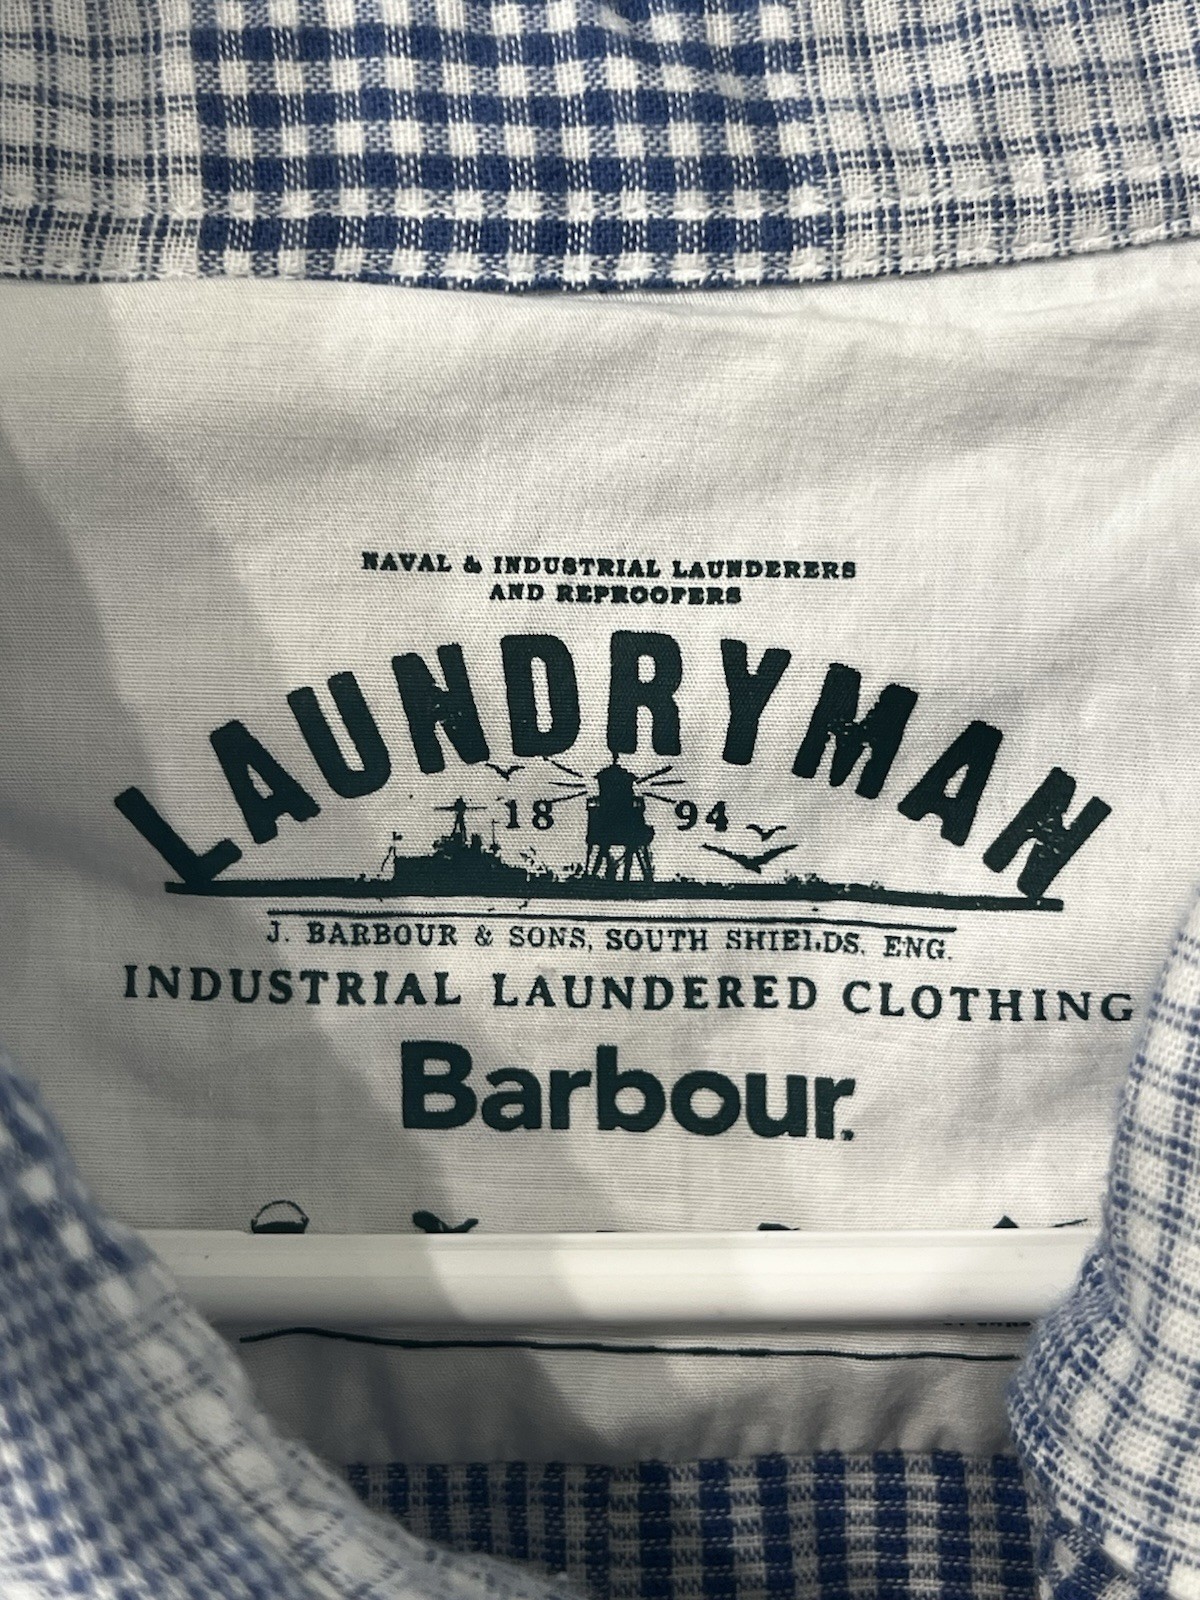 NAVAL & INDUSTRIAL LAUNDERERS
AND REPROOFERS
LAUNDRYMAN
18 94
J. BARBOUR & SONS, SOUTH SHIELDS. ENG.
INDUSTRIAL LAUNDERED CLOTHING
Barbour.